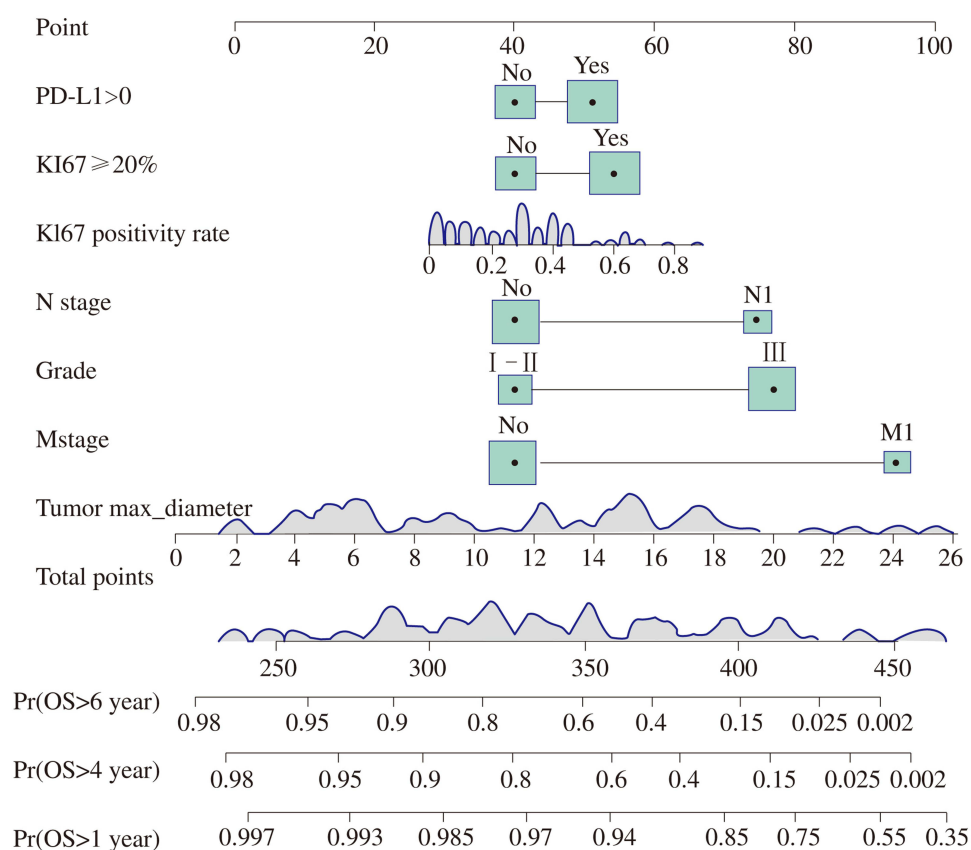 Point
0 20 40 60 80 100
No Yes
PD-L1>0
No Yes
KI67⩾20%
Kl67 positivity rate
0 0.2 0.4 0.6 0.8
No N1
N stage
Ⅰ-Ⅱ Ⅲ
Grade
No M1
Mstage
Tumor max_diameter
0 2 4 6 8 10 12 14 16 18 20 22 24 26
Total points
250 300 350 400 450
Pr(OS>6 year)
0.98 0.95 0.9 0.8 0.6 0.4 0.15 0.025 0.002
Pr(OS>4 year)
0.98 0.95 0.9 0.8 0.6 0.4 0.15 0.025 0.002
Pr(OS>1 year)
0.997 0.993 0.985 0.97 0.94 0.85 0.75 0.55 0.35